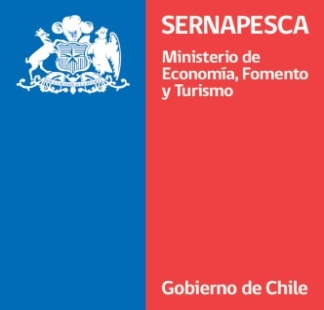 SERNAPESCA
Ministerio de
Economía, Fomento
y Turismo
Gobierno de Chile